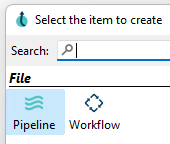 Select the item to create
Search:
File
Pipeline Workflow